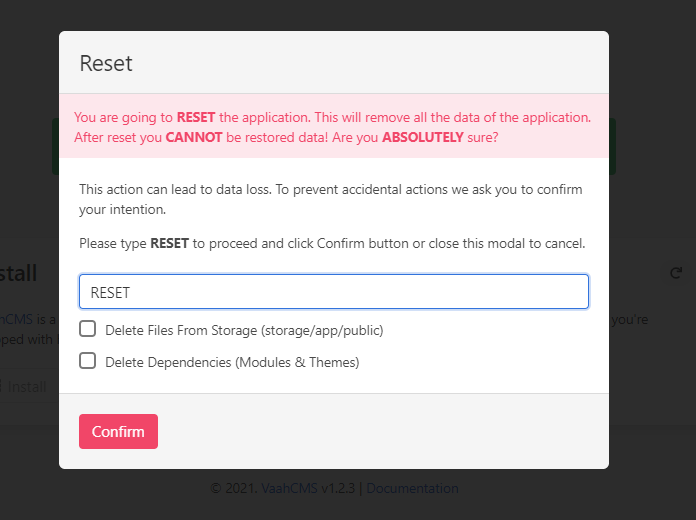 Reset
You are going to RESET the application. This will remove all the data of the application.
After reset you CANNOT be restored data! Are you ABSOLUTELY sure?
This action can lead to data loss. To prevent accidental actions we ask you to confirm
your intention.
Please type RESET to proceed and click Confirm button or close this modal to cancel.
stall
RESET
hCMS is a
you're
Delete Files From Storage (storage/app/public)
pped with
Delete Dependencies (Modules & Themes)
Install
Confirm
© 2021. VaahCMS v1.2.3 | Documentation